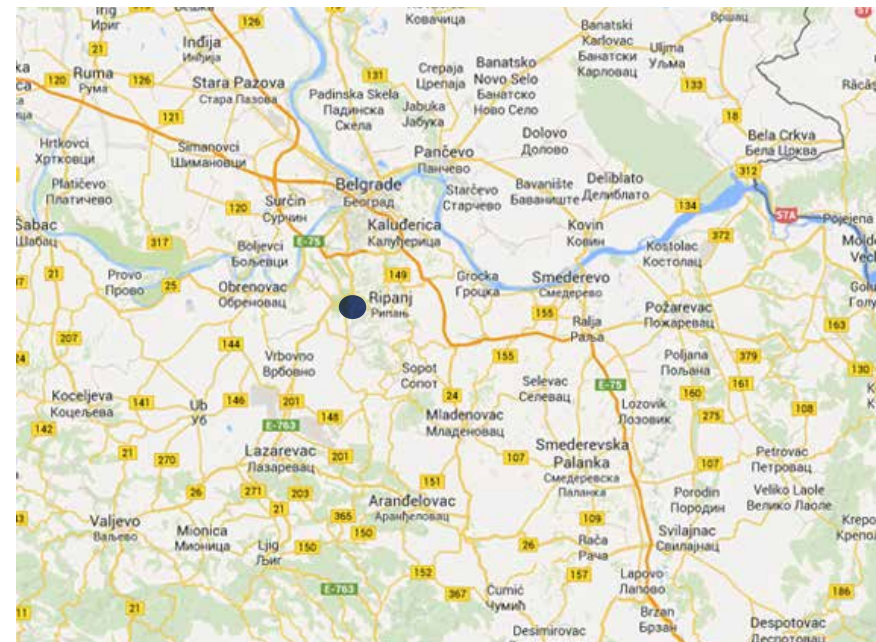 Irig
Ириг
126
Ковачица
Banatski
Karlovac
Банатски
Карловац
Вршац
21
Inđija
Инђија
Uljma
Уљма
120
Ruma
Рума
126
Stara Pazova
Стара Пазова
131
Crepaja
Црепаја
Banatsko
Novo Selo
Банатско
Ново Село
133
121
Padinska Skela
Падинска
Скела
Jabuka
Јабука
18
Hrtkovci
Хртковци
Simanovci
Шимановци
Dolovo
Долово
Bela Crkva
Бела Црква
Pančevo
Панчево
312
Platičevo
Платичево
Belgrade
Београд
Starčevo
Старчево
Bavanište
Баваниште
Deliblato
Делиблато
134
120
Surčin
Сурчин
57A
Pojejena
Šabac
Шабац
317
Kaluđerica
Калуђерица
Kovin
Ковин
372
E-75
Boljevci
Бољевци
Kostolac
Костолац
21
Provo
Прово
25
149
Grocka
Гроцка
Smederevo
Смедерево
Obrenovac
Обреновац
Ripanj
Рипањ
155
Požarevac
Пожаревац
163
207
144
Ralja
Раља
Vrbovno
Врбовно
155
Poljana
Пољана
379
Sopot
Сопот
130
Koceljeva
Коцељева
141
Ub
Уб
146
201
24
Selevac
Селевац
E-75
161
160
148
Lozovik
Лозовик
275
108
142
E-763
Mladenovac
Младеновац
21
270
Lazarevac
Лазаревац
201
107
Smederevska
Palanka
Смедеревска
Паланка
107
Petrovac
Петровац
151
26
271
203
Aranđelovac
Аранђеловац
Porodin
Породин
Veliko Laole
Велико Лаоле
21
365
109
Valjevo
Ваљево
Mionica
Мионица
150
Svilajnac
Свилајнац
Ljig
Љиг
150
26
Rača
Рача
152
157
Lapovo
Лапово
E-763
367
Čumić
Чумић
186
21
Brzan
Брзан
Desimirovac
Despotovac
Деспотовац